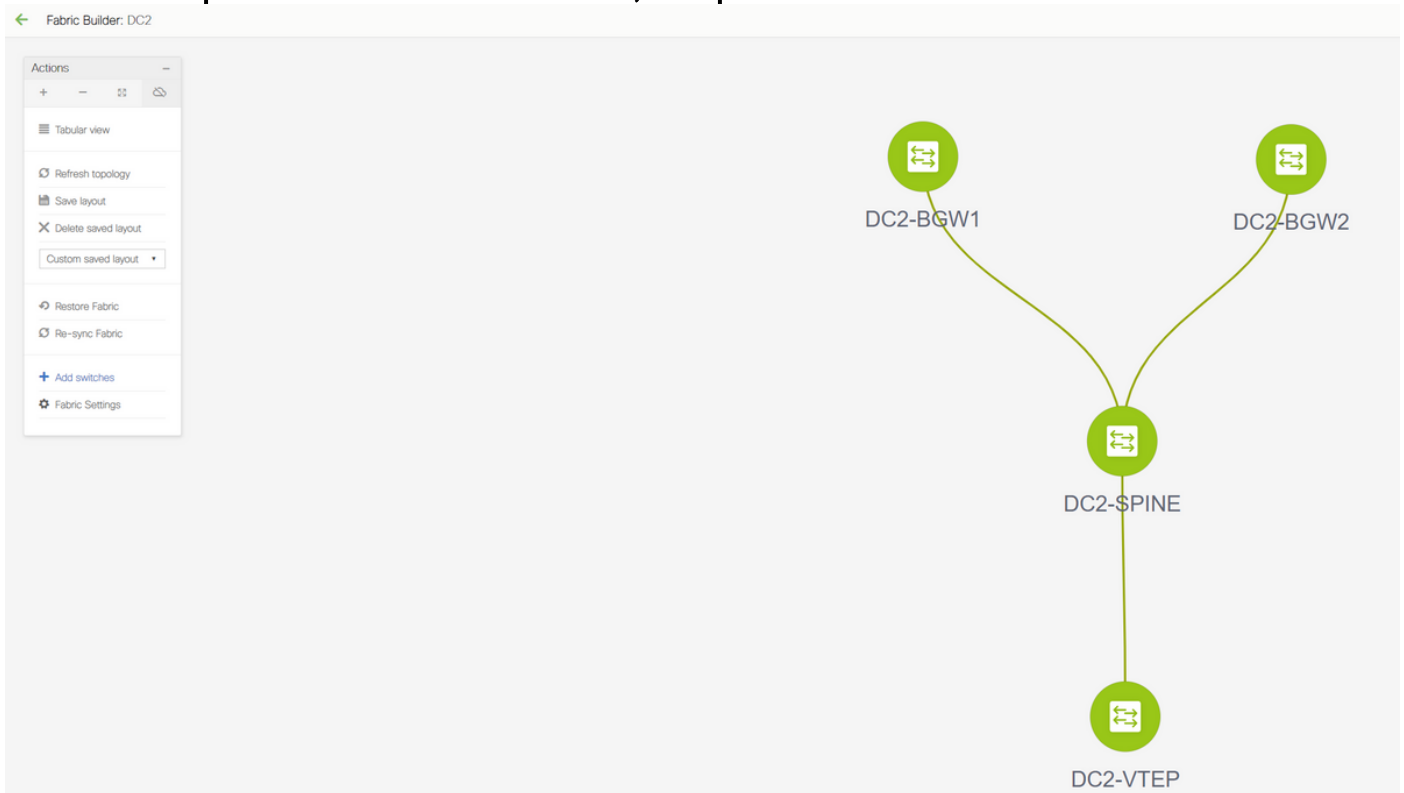 Fabric Builder: DC2
Actions
Tabular view
Refresh topology
Save layout
Delete saved layout
Custom saved layout
Restore Fabric
Re-sync Fabric
Add switches
Fabric Settings
DC2-BGW1
DC2-BGW2
DC2-SPINE
DC2-VTEP